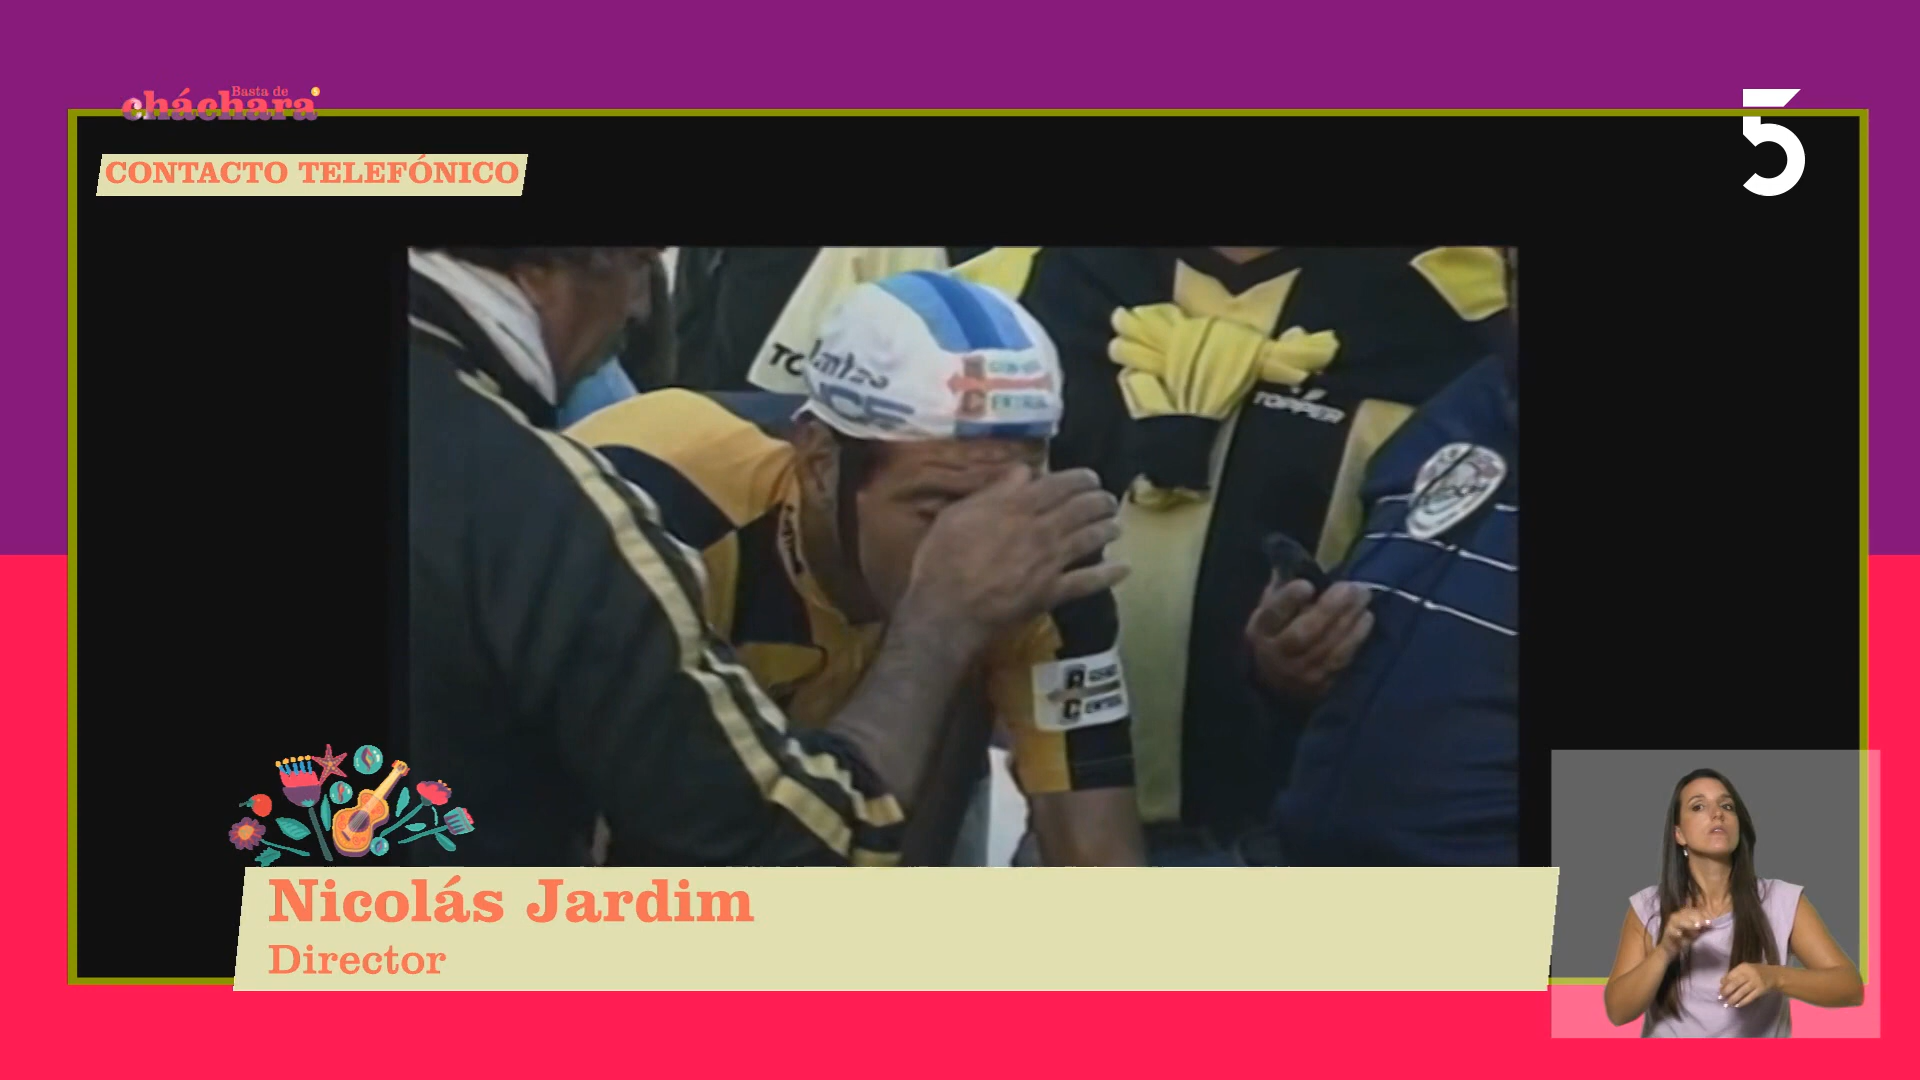 Basta de
cháchara
5
CONTACTO TELEFÓNICO
TOPPER
Nicolás Jardim
Director